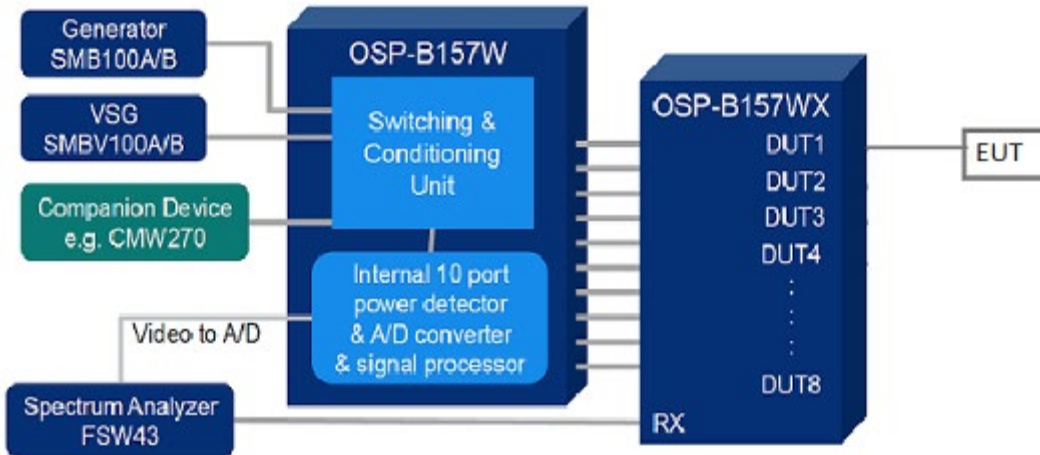 Generator
SMB100A/B
VSG
SMBV100A/B
Companion Device
e.g. CMW270
Video to A/D
Spectrum Analyzer
FSW43
OSP-B157W
Switching &
Conditioning
Unit
Internal 10 port
power detector
& A/D converter
& signal processor
OSP-B157WX
DUT1
DUT2
DUT3
DUT4
DUT8
RX
EUT